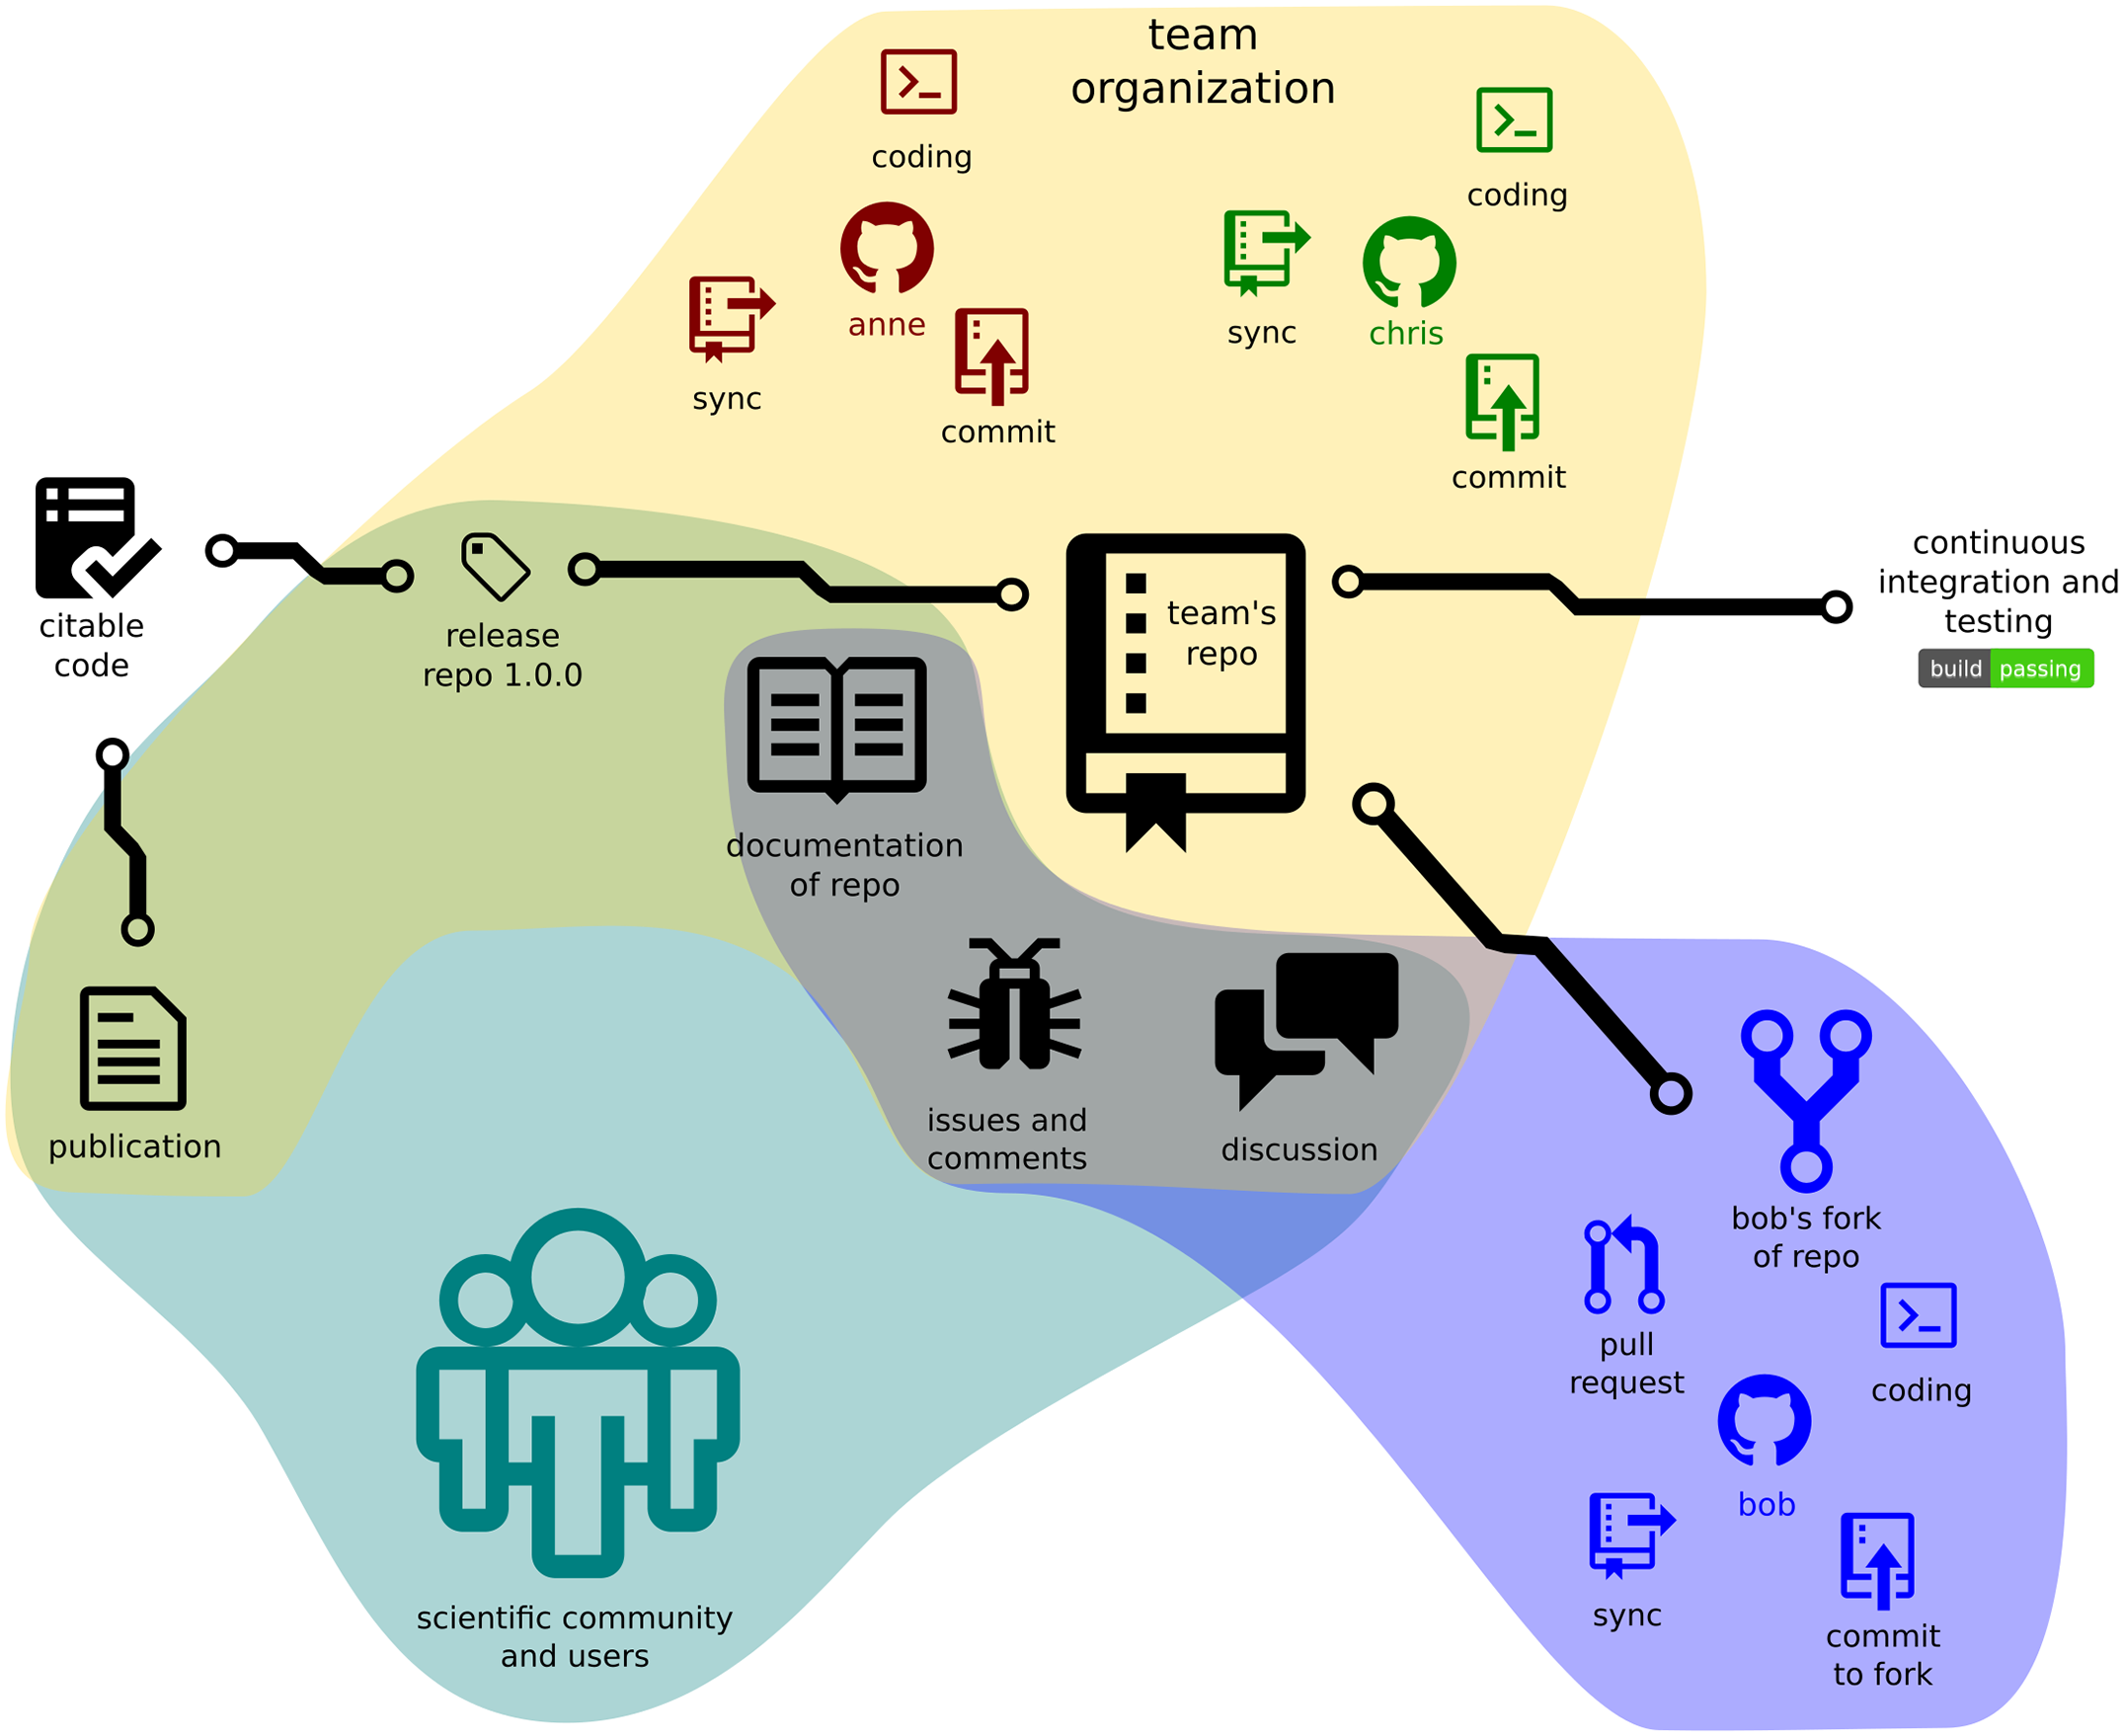 team
organization
coding
coding
anne
sync
chris
sync
commit
commit
citable
code
release
repo 1.0.0
team's
repo
continuous
integration and
testing
build passing
documentation
of repo
publication
issues and
comments
discussion
bob's fork
of repo
pull
request
coding
bob
sync
commit
to fork
scientific community
and users